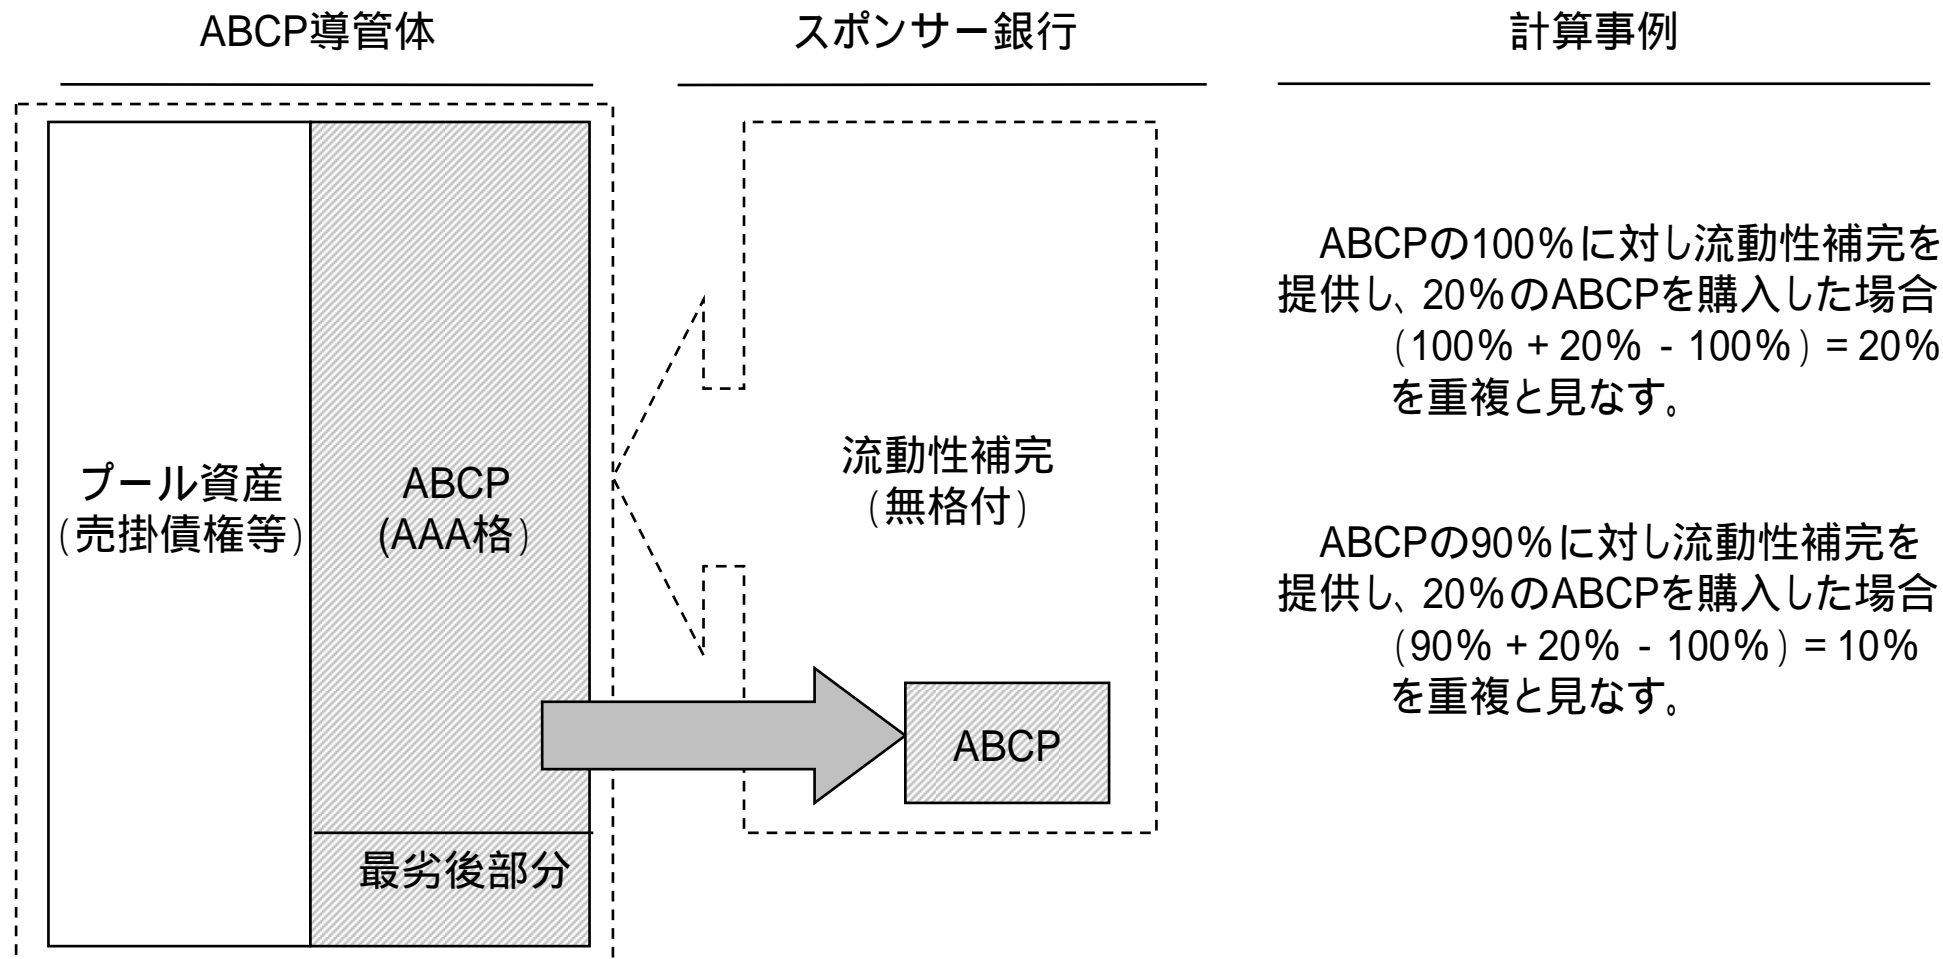 ABCP導管体
スポンサー銀行
計算事例
プール資産
(売掛債権等)
ABCP
(AAA格)
最劣後部分
流動性補完
(無格付)
ABCP
ABCPの100%に対し流動性補完を
提供し、20%のABCPを購入した場合
(100% + 20% - 100%) = 20%
を重複と見なす。
ABCPの90%に対し流動性補完を
提供し、20%のABCPを購入した場合
(90% + 20% - 100%) = 10%
を重複と見なす。